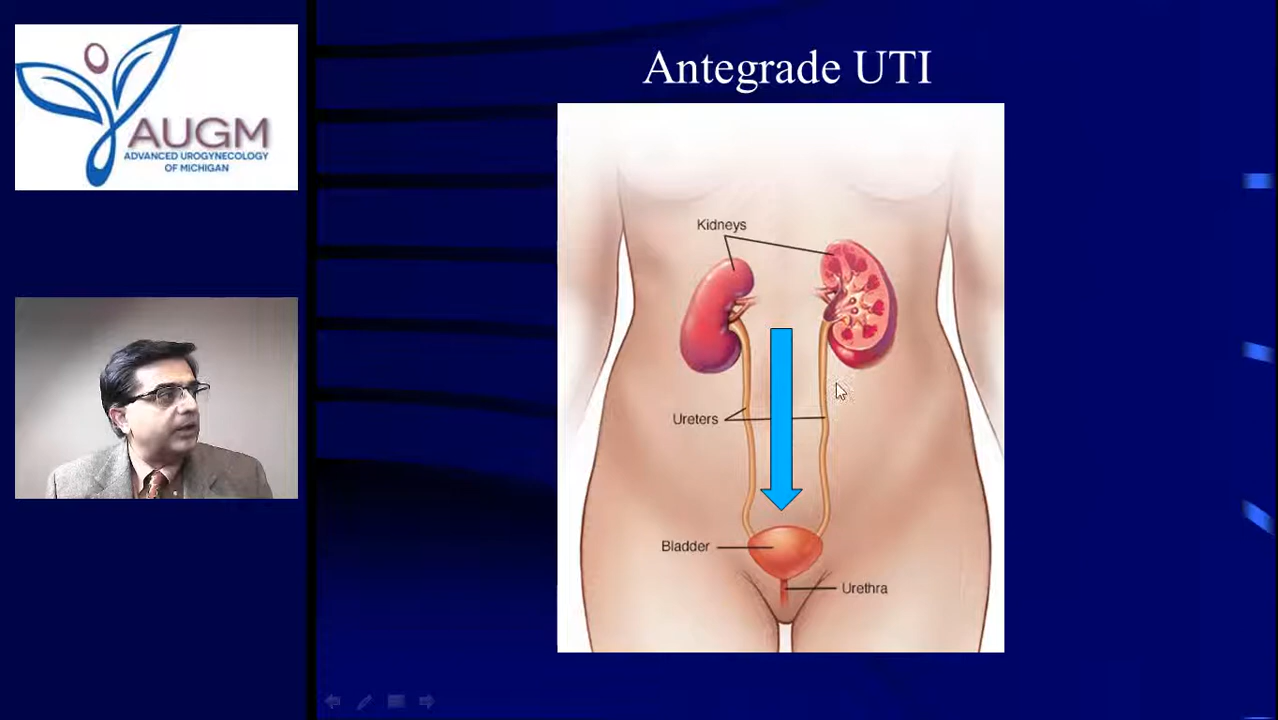 AUGM
ADVANCED UROGYNECOLOGY
OF MICHIGAN
Antegrade UTI
Kidneys
Ureters
Bladder
Urethra